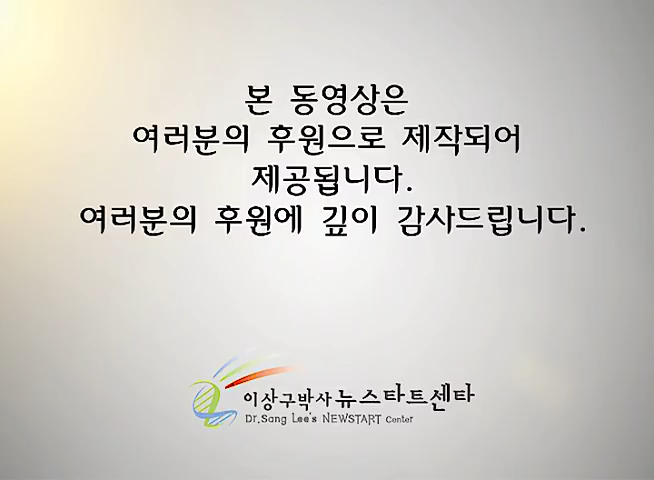 본 동영상은
여러분의 후원으로 제작되어
제공됩니다.
여러분의 후원에 깊이 감사드립니다.
이상구박사 뉴스타트센타
Dr.Sang Lee's NEWSTART Center